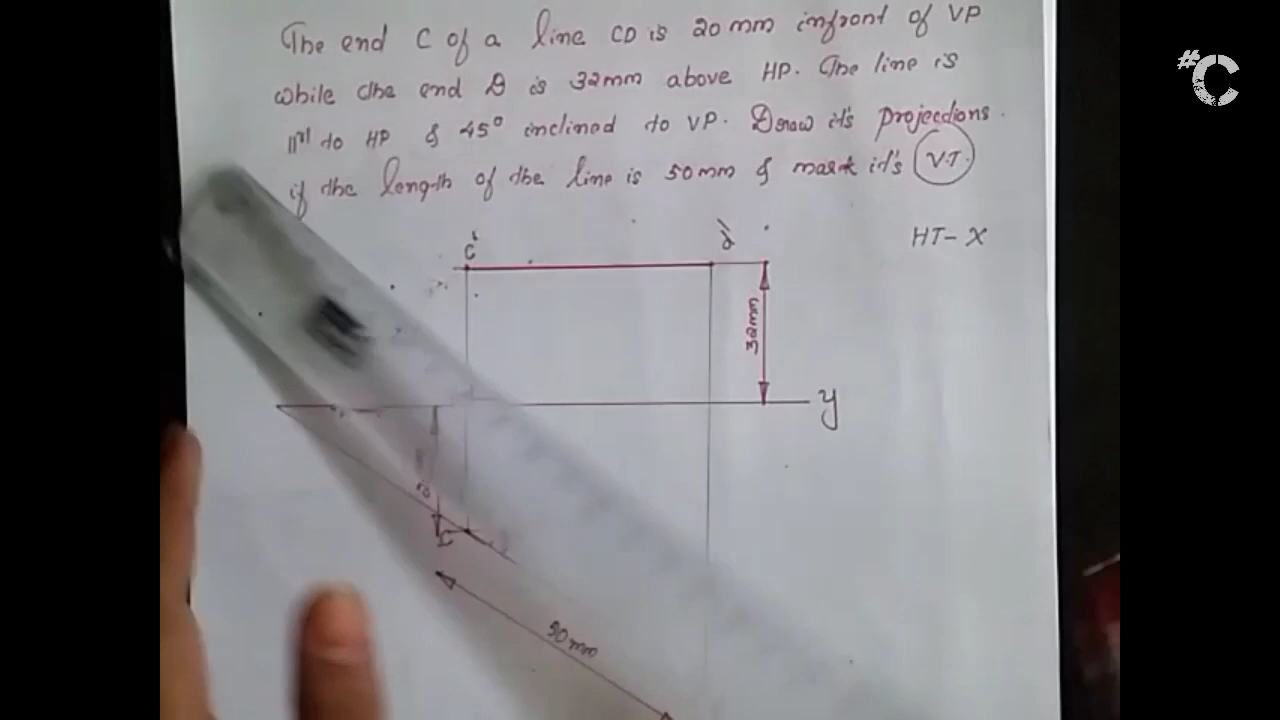 The end C of a line CD is 20mm infront of VP
while the end D is 32mm above HP. The line is
11el to HP & 45° inclined to VP. Draw it's projections.
if the length of the line is 50mm & mark it's V.T.
HT- X
c'
d'
32mm
y
c
50mm
#C